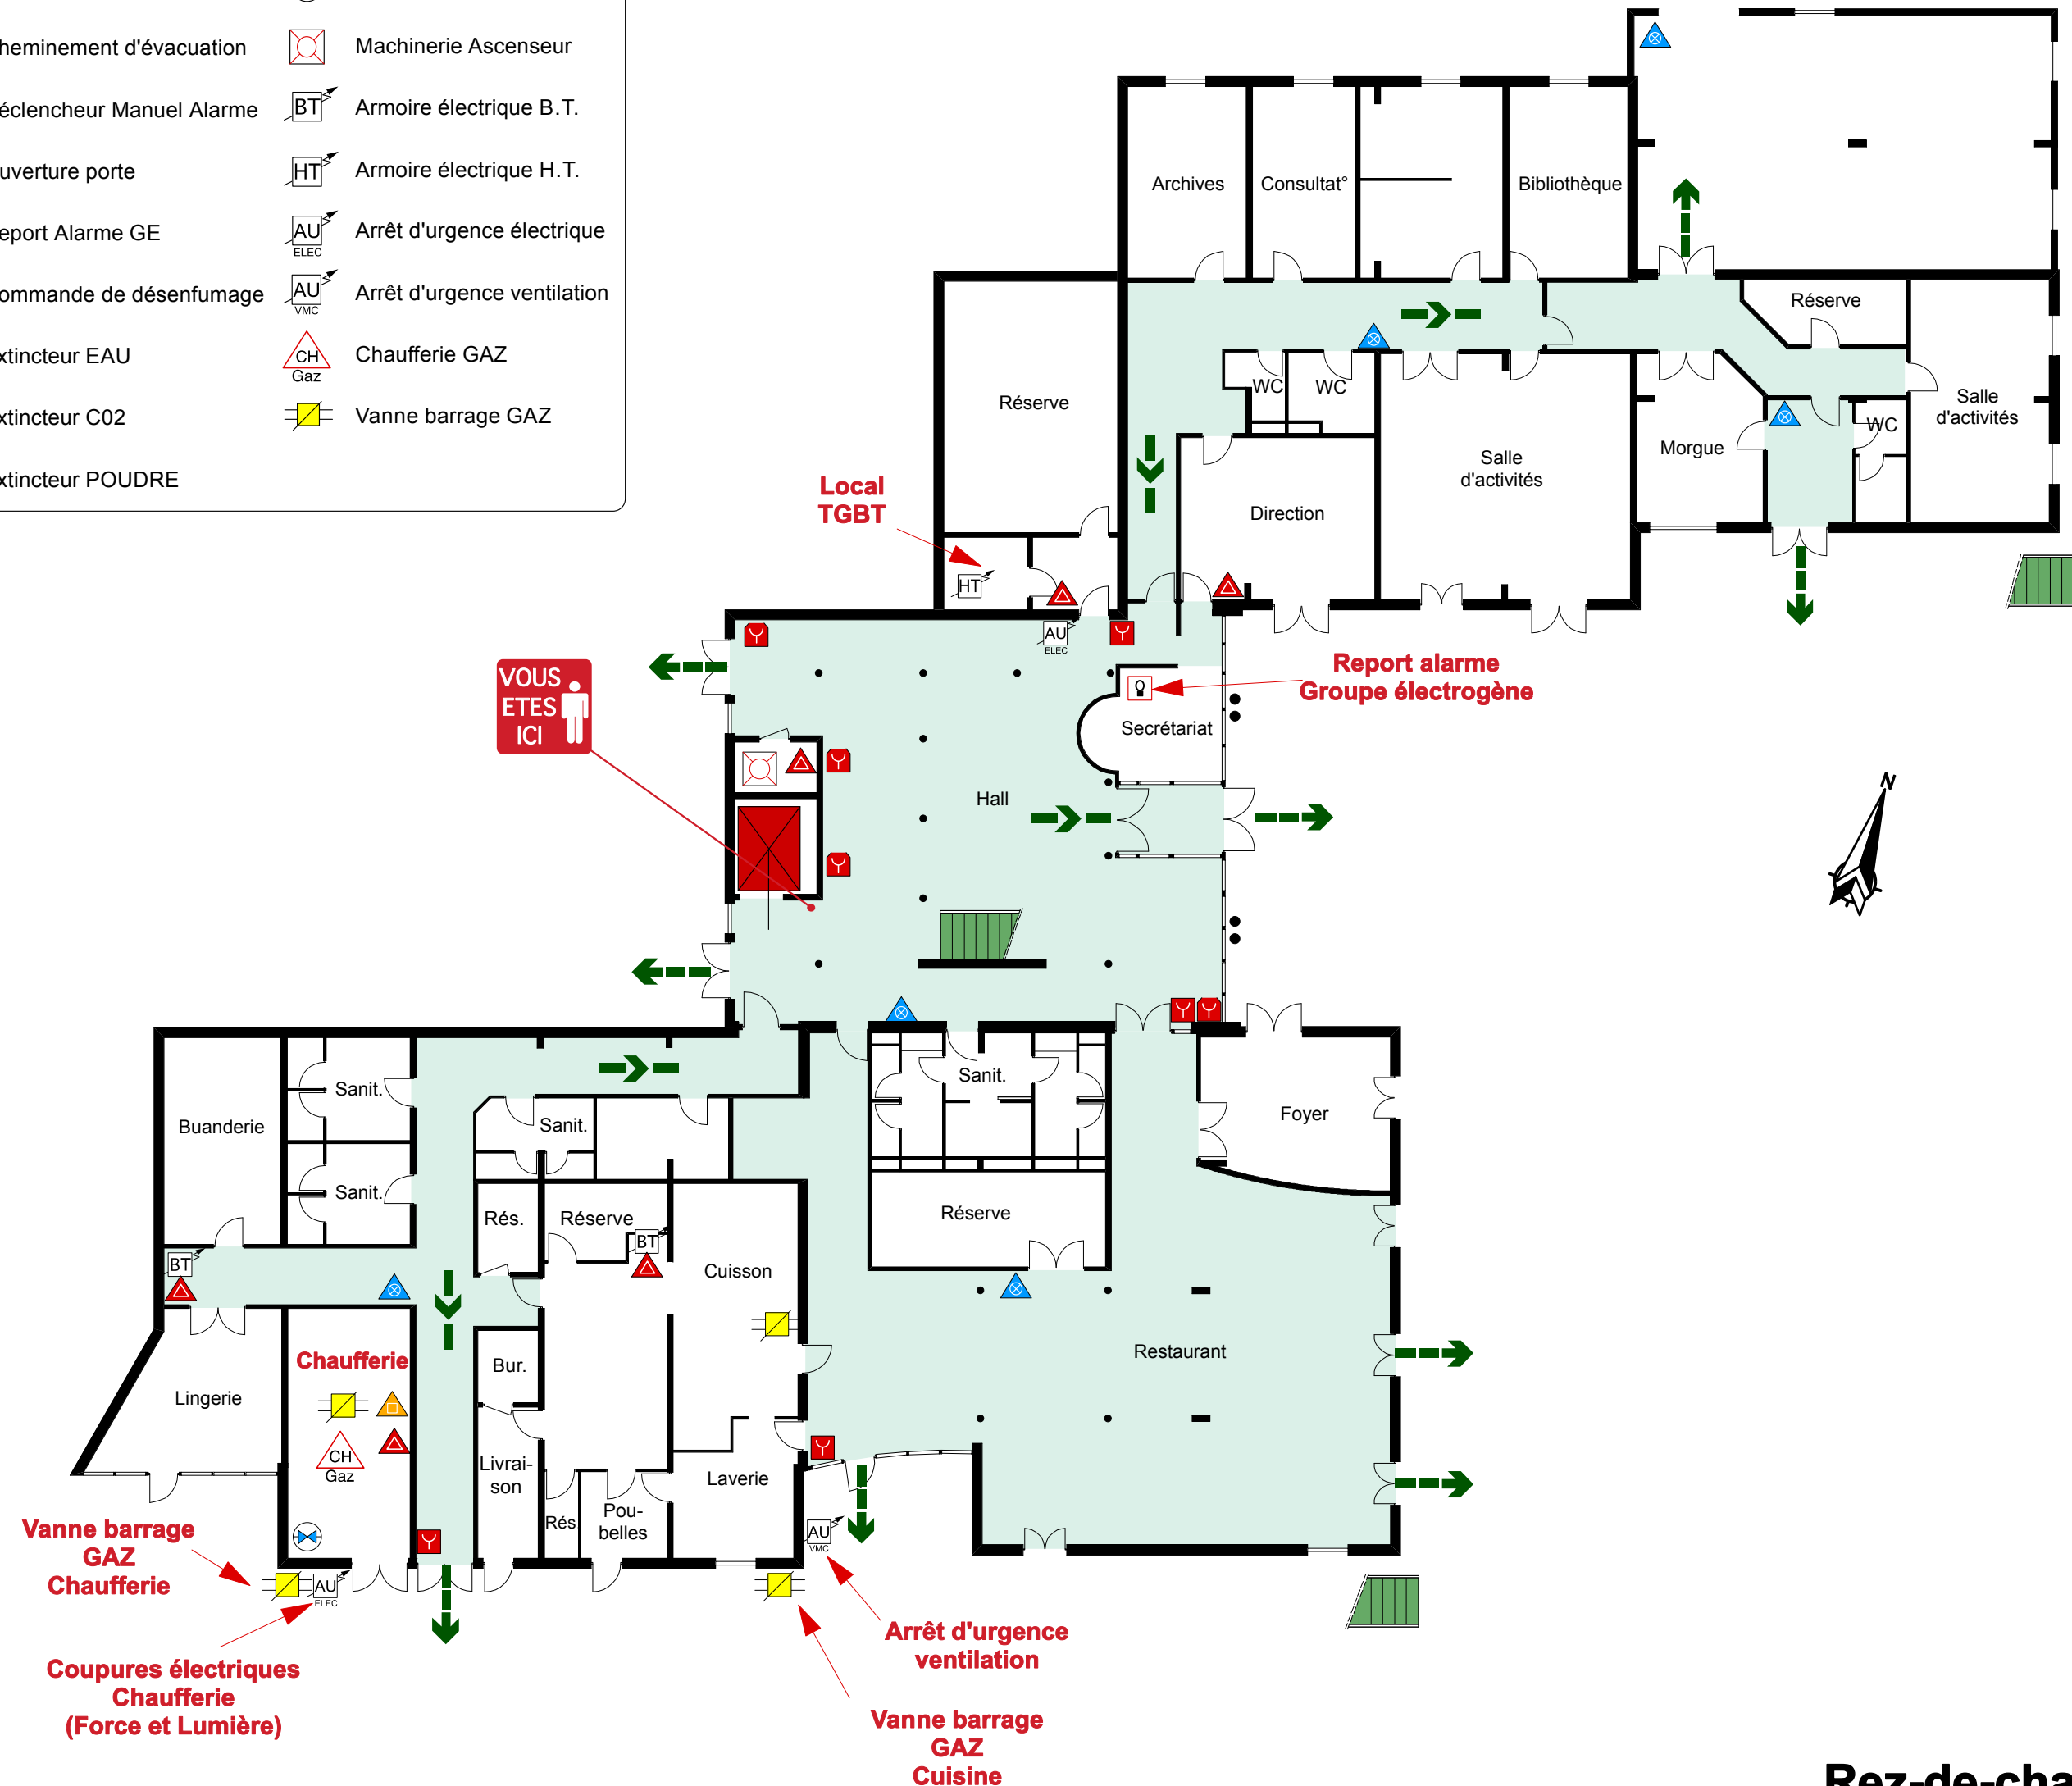 heminement d'évacuation
Machinerie Ascenseur
éclencheur Manuel Alarme
BT
Armoire électrique B.T.
uverture porte
HT
Armoire électrique H.T.
eport Alarme GE
AU
ELEC
Arrêt d'urgence électrique
ommande de désenfumage
AU
VMC
Arrêt d'urgence ventilation
xtincteur EAU
CH
Gaz
Chaufferie GAZ
xtincteur C02
Vanne barrage GAZ
xtincteur POUDRE
Archives
Consultat°
Bibliothèque
Réserve
Réserve
WC
WC
Salle
d'activités
WC
Morgue
Salle
d'activités
Direction
Local
TGBT
HT
AU
ELEC
VOUS
ETES
ICI
Report alarme
Groupe électrogène
Secrétariat
Hall
N
Sanit.
Buanderie
Sanit.
Sanit.
Foyer
Sanit.
Rés.
Réserve
Réserve
BT
BT
Cuisson
Restaurant
Chaufferie
Bur.
Lingerie
CH
Gaz
Livrai-
son
Laverie
Rés
Pou-
belles
AU
VMC
Vanne barrage
GAZ
Chaufferie
AU
ELEC
Arrêt d'urgence
ventilation
Coupures électriques
Chaufferie
(Force et Lumière)
Vanne barrage
GAZ
Cuisine
Rez-de-cha